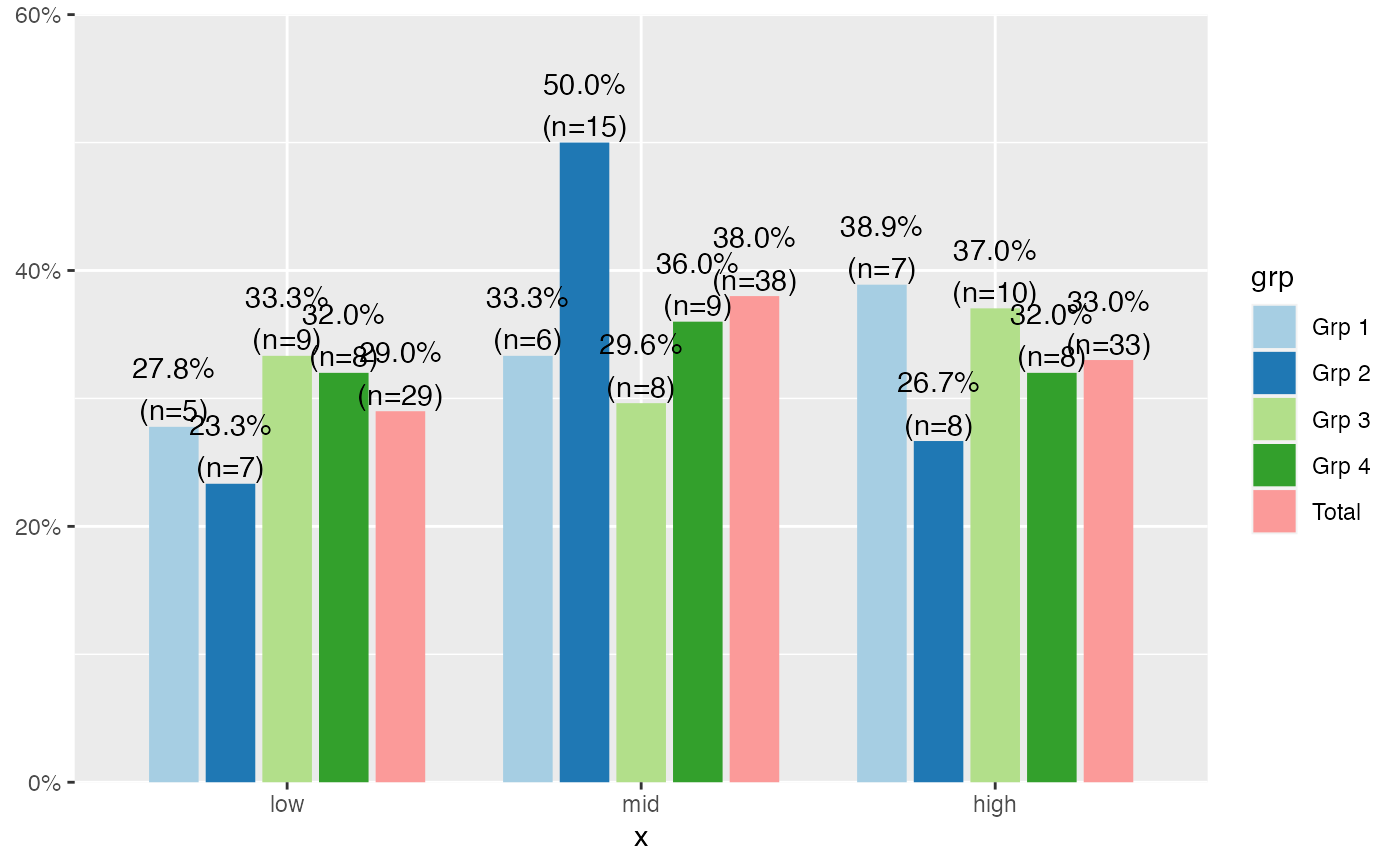 60%
40%
20%
0%
27.8%
(n=5)
23.3%
(n=7)
33.3%
(n=9)
32.0%
(n=8)
29.0%
(n=29)
33.3%
(n=6)
50.0%
(n=15)
29.6%
(n=8)
36.0%
(n=9)
38.0%
(n=38)
38.9%
(n=7)
26.7%
(n=8)
37.0%
(n=10)
32.0%
(n=8)
33.0%
(n=33)
low mid high
x
grp
Grp 1
Grp 2
Grp 3
Grp 4
Total